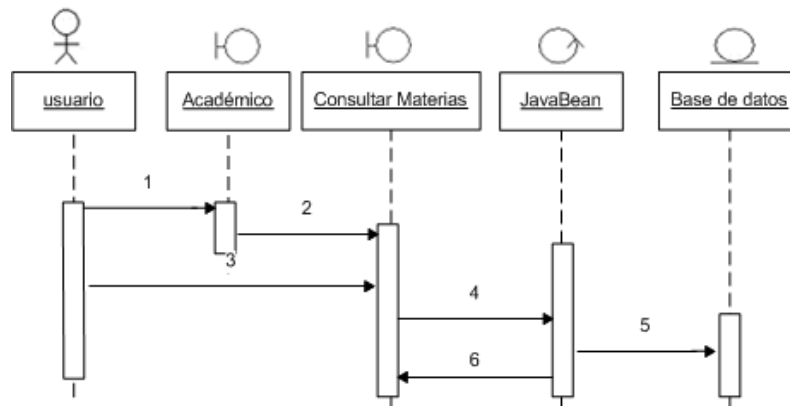 usuario
Académico
Consultar Materias
JavaBean
Base de datos
1
2
3
4
5
6